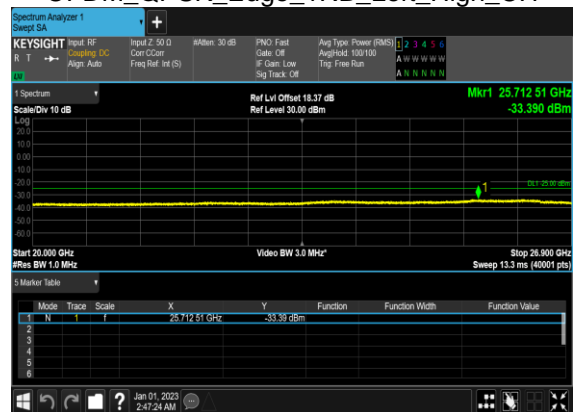 Spectrum Analyzer 1
Swept SA
+
KEYSIGHT Input: RF Input Z: 50 Ω #Atten: 30 dB PNO: Fast Avg Type: Power (RMS) 1 2 3 4 5 6
R T Coupling: DC Corr CCorr Gate: Off Avg|Hold: 100/100 A W W W W W
Align: Auto Freq Ref: Int (S) IF Gain: Low Trig: Free Run
LV Sig Track: Off A N N N N N
1 Spectrum Ref Lvl Offset 18.37 dB Mkr1 25.712 51 GHz
Scale/Div 10 dB Ref Level 30.00 dBm -33.390 dBm
Log
20.0
10.0
0.00
-10.0
-20.0 1 DL1 -25.00 dBm
-30.0
-40.0
-50.0
-60.0
Start 20.000 GHz Video BW 3.0 MHz* Stop 26.900 GHz
#Res BW 1.0 MHz Sweep 13.3 ms (40001 pts)
5 Marker Table
Mode Trace Scale X Y Function Function Width Function Value
1 N 1 f 25.712 51 GHz -33.39 dBm
2
3
4
5
6
? Jan 01, 2023
2:47:24 AM